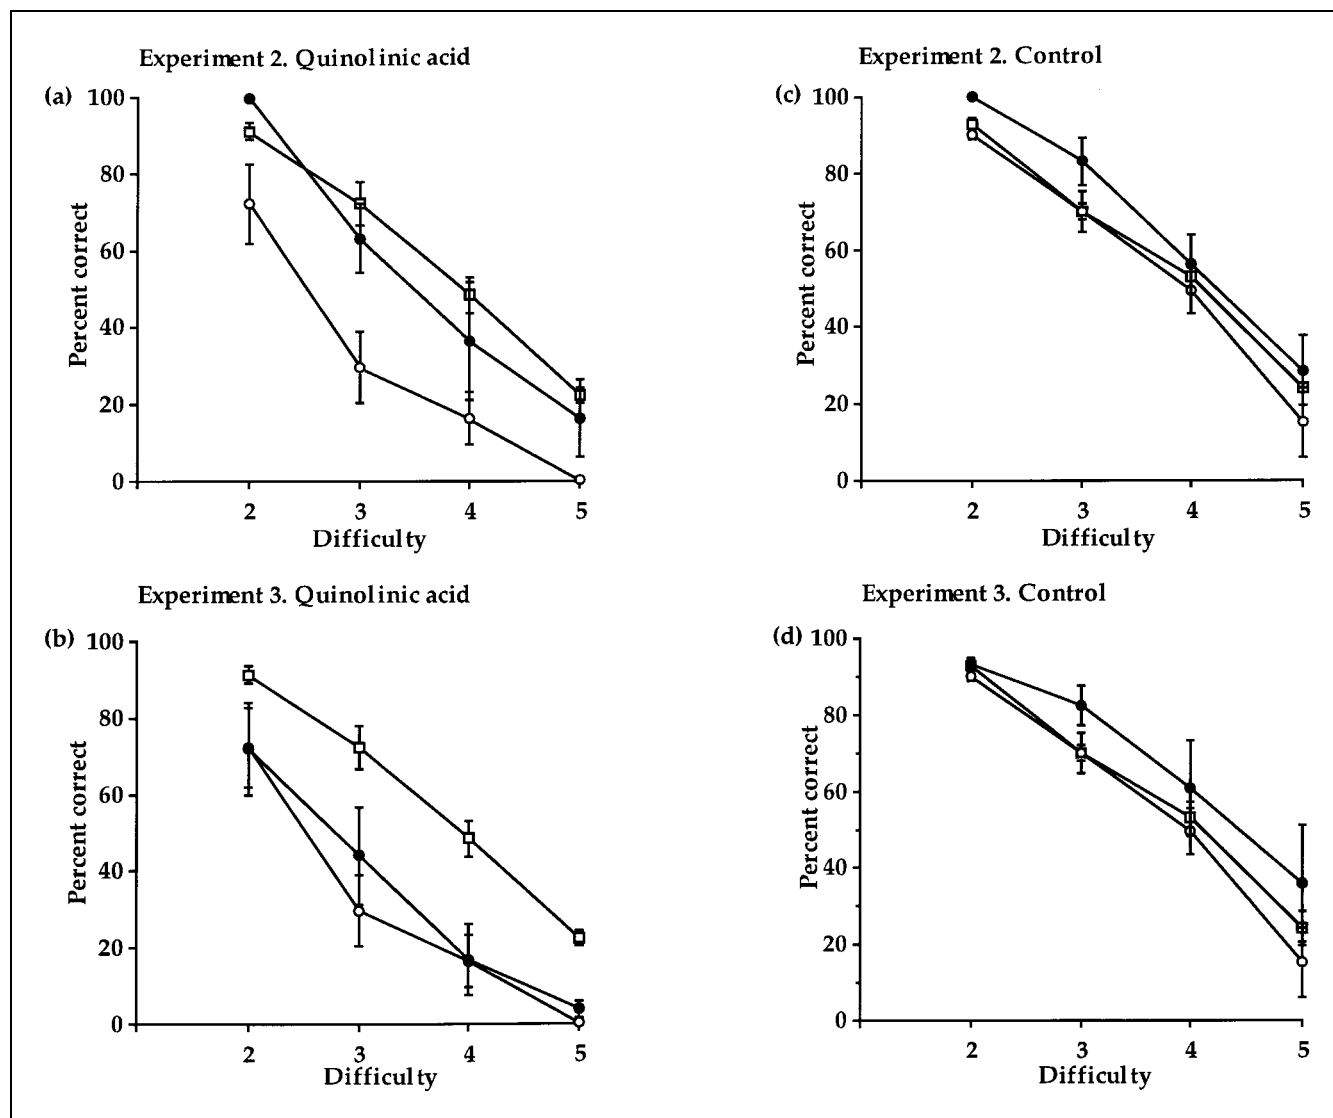 Experiment 2. Quinolinic acid
(a)
100
80
60
40
20
0
Percent correct
2 3 4 5
Difficulty
Experiment 2. Control
(c)
100
80
60
40
20
0
Percent correct
2 3 4 5
Difficulty
Experiment 3. Quinolinic acid
(b)
100
80
60
40
20
0
Percent correct
2 3 4 5
Difficulty
Experiment 3. Control
(d)
100
80
60
40
20
0
Percent correct
2 3 4 5
Difficulty